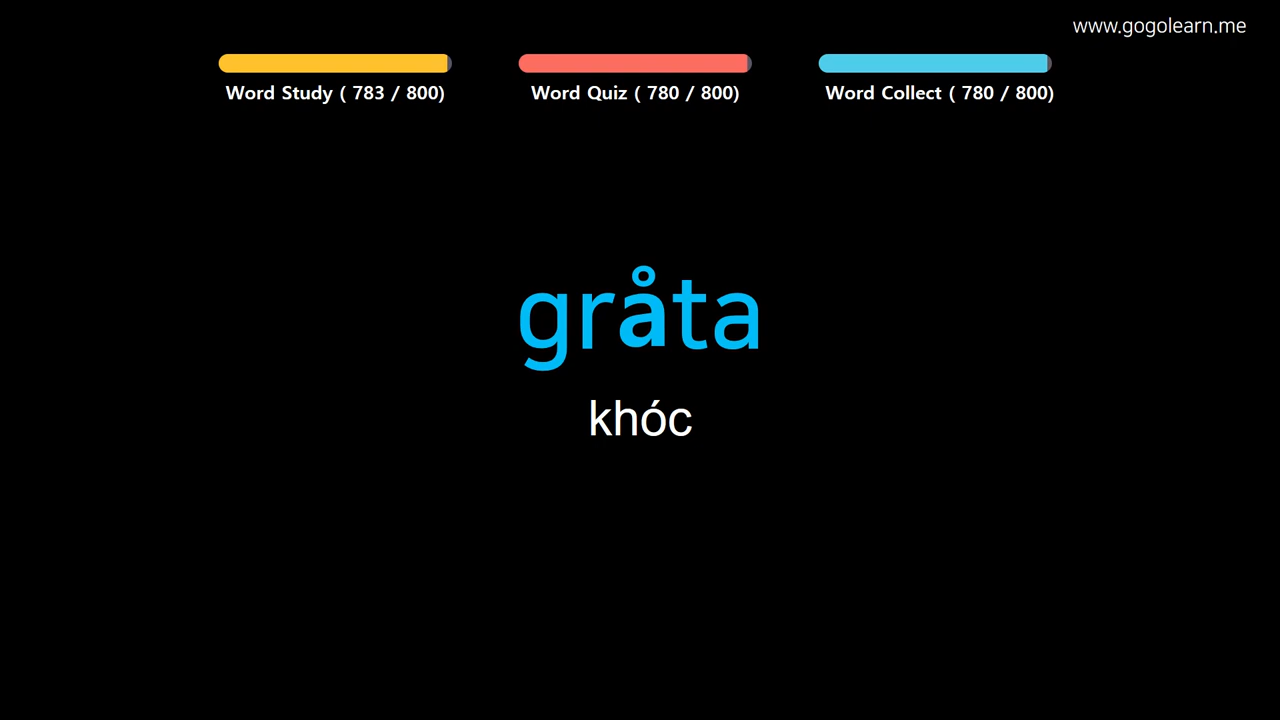 www.gogolearn.me
Word Study ( 783 / 800)
Word Quiz ( 780 / 800)
Word Collect ( 780 / 800)
gråta
khóc